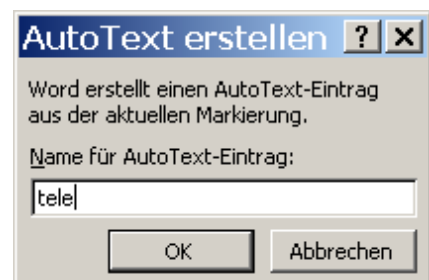 AutoText erstellen ? ×
Word erstellt einen AutoText-Eintrag
aus der aktuellen Markierung.
Name für AutoText-Eintrag:
tele
OK Abbrechen